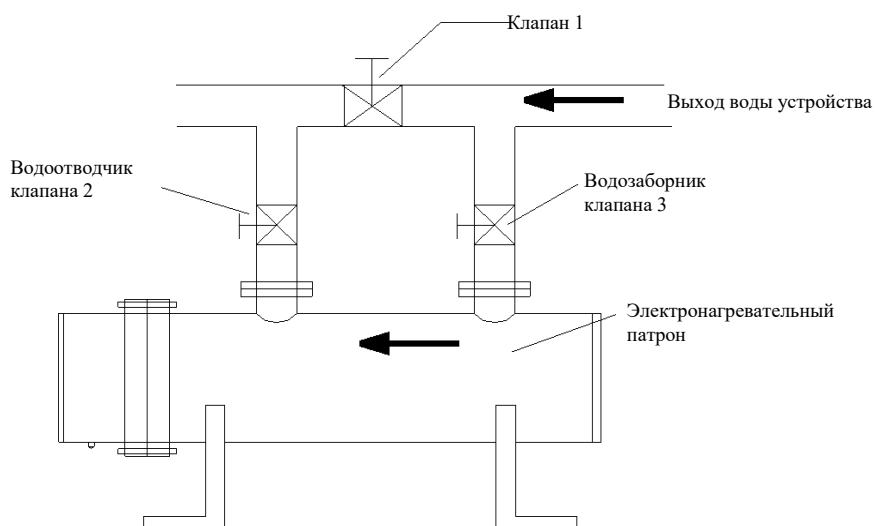 Клапан 1
Выход воды устройства
Водоотводчик
клапана 2
Водозаборник
клапана 3
Электронагревательный
патрон